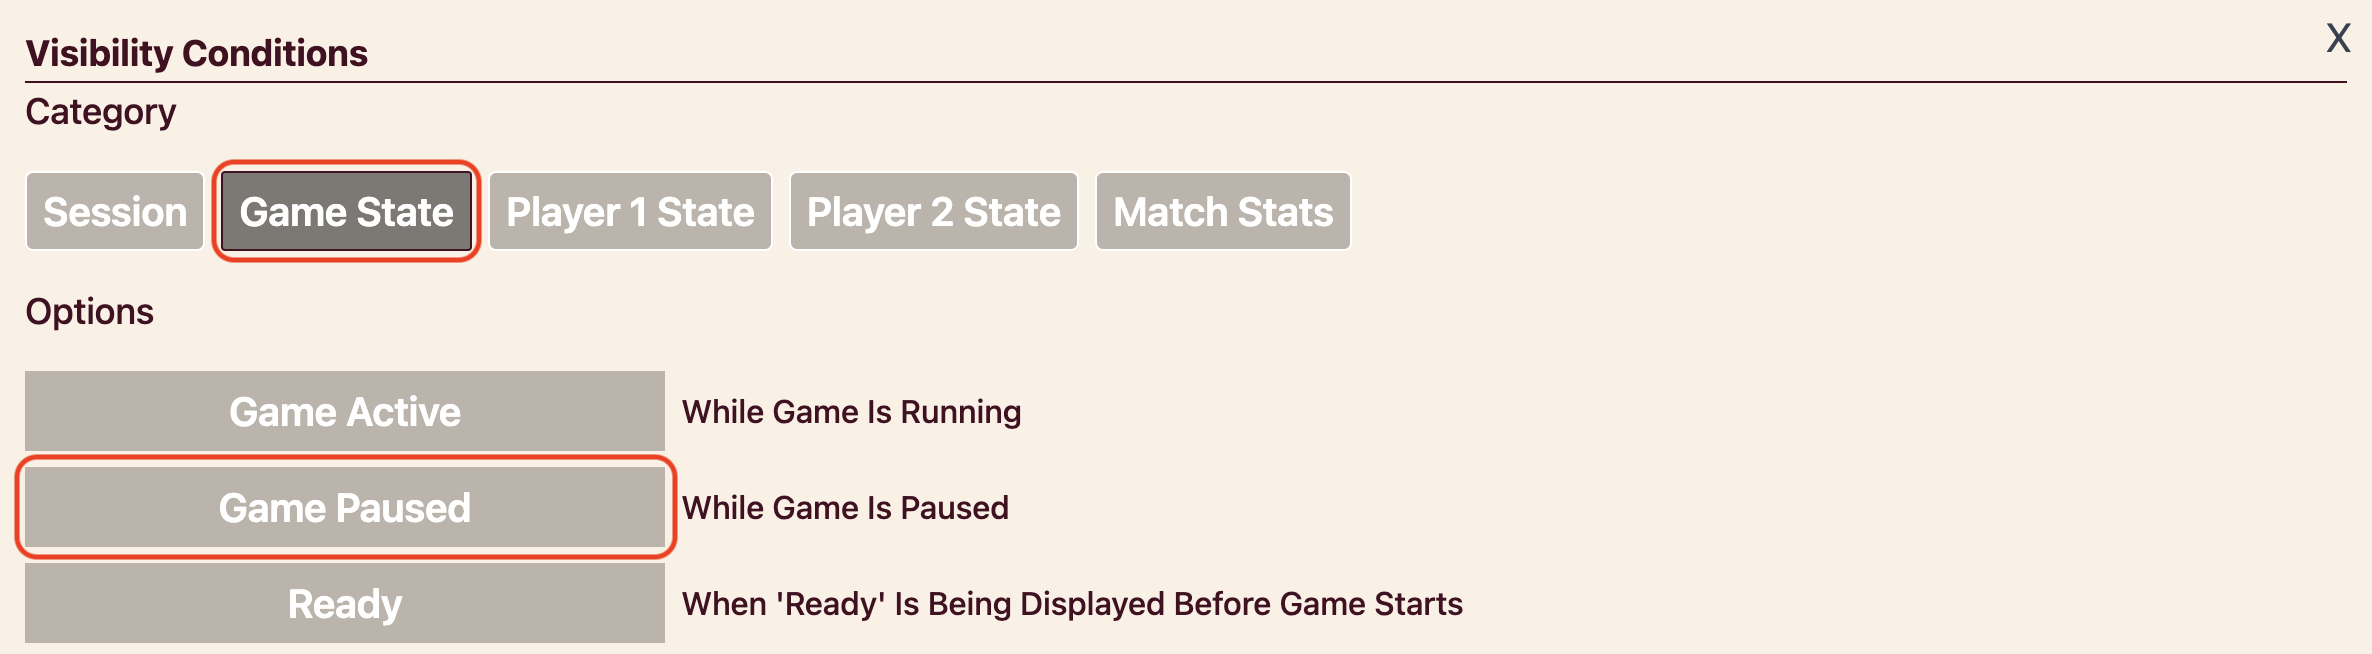 X
Visibility Conditions
Category
Session Game State Player 1 State Player 2 State Match Stats
Options
Game Active While Game Is Running
Game Paused While Game Is Paused
Ready When 'Ready' Is Being Displayed Before Game Starts